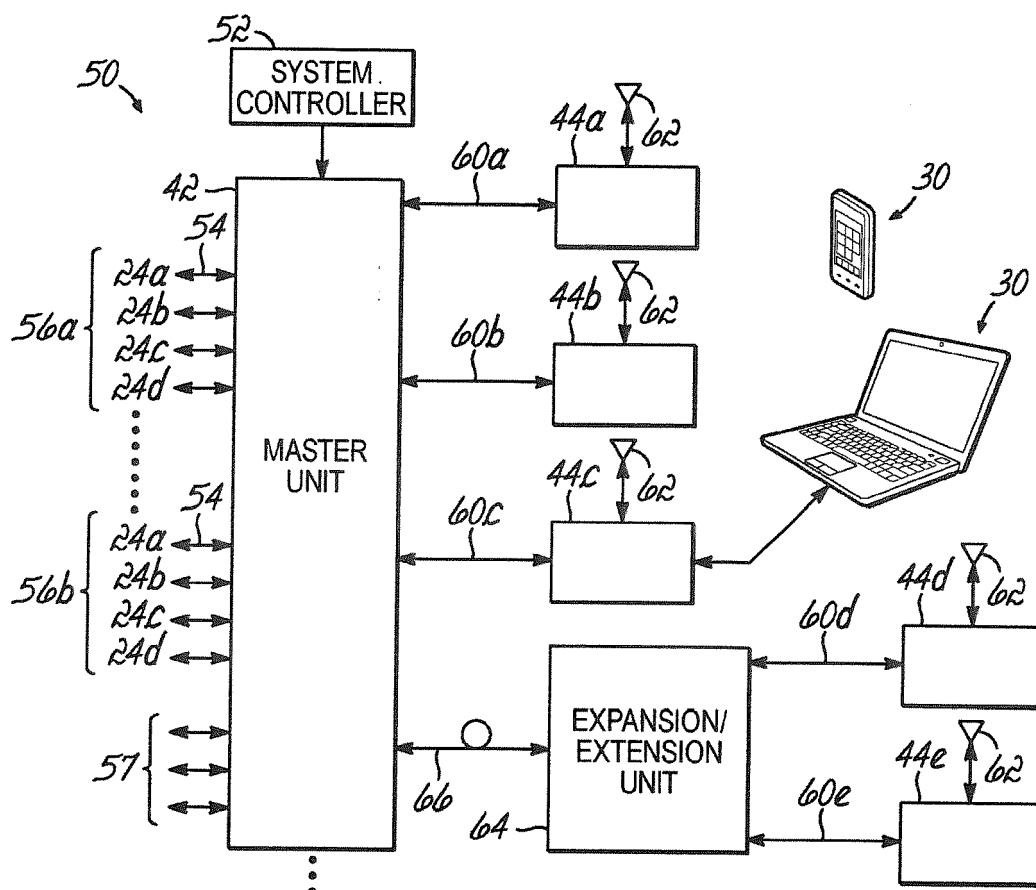 52
SYSTEM.
CONTROLLER
50
44a
62
60a
42
54
24a
24b
24c
24d
56a
30
30
44b
62
60b
MASTER
UNIT
44c
62
60c
54
24a
24b
24c
24d
56b
44d
62
60d
EXPANSION/
EXTENSION
UNIT
57
66
64
44e
62
60e